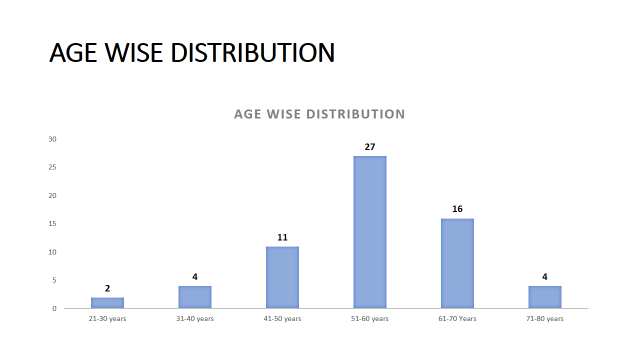 AGE WISE DISTRIBUTION
AGE WISE DISTRIBUTION
30
25
20
15
10
5
0
2
4
11
27
16
4
21-30 years
31-40 years
41-50 years
51-60 years
61-70 Years
71-80 years